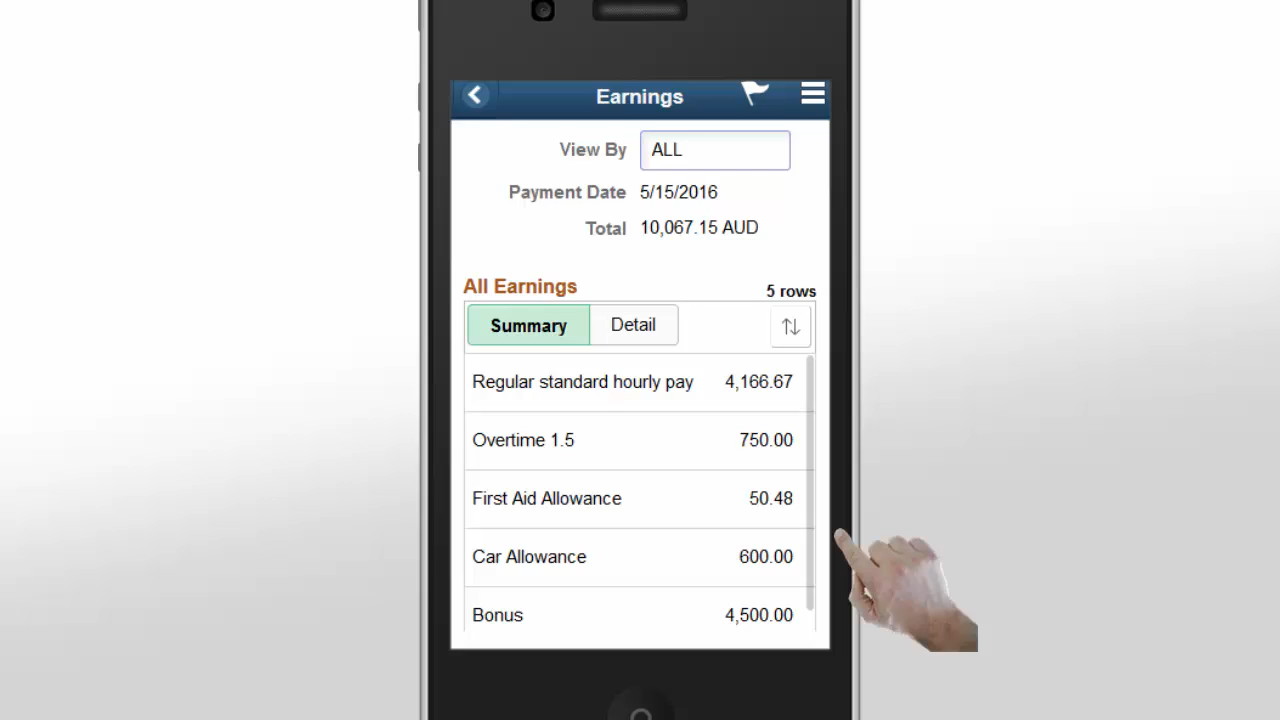 Earnings
View By ALL
Payment Date 5/15/2016
Total 10,067.15 AUD
All Earnings 5 rows
Summary Detail
Regular standard hourly pay 4,166.67
Overtime 1.5 750.00
First Aid Allowance 50.48
Car Allowance 600.00
Bonus 4,500.00